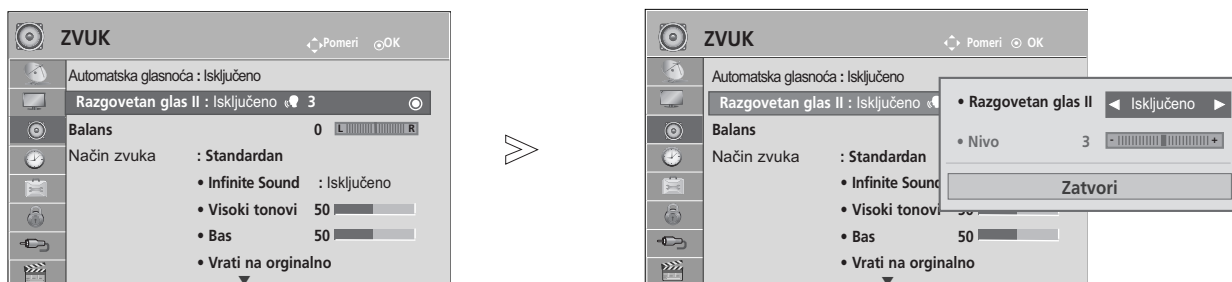 ZVUK
Pomeri OK
Automatska glasnoća : Isključeno
Razgovetan glas II : Isključeno 3
Balans 0 L R
Način zvuka : Standardan
• Infinite Sound : Isključeno
• Visoki tonovi 50
• Bas 50
• Vrati na orginalno
ZVUK
Pomeri OK
Automatska glasnoća : Isključeno
Razgovetan glas II : Isključeno
Balans 0
Način zvuka : Standardan
• Infinite Sound
• Visoki tonovi 50
• Bas 50
• Vrati na orginalno
• Razgovetan glas II Isključeno
• Nivo 3 - +
Zatvori